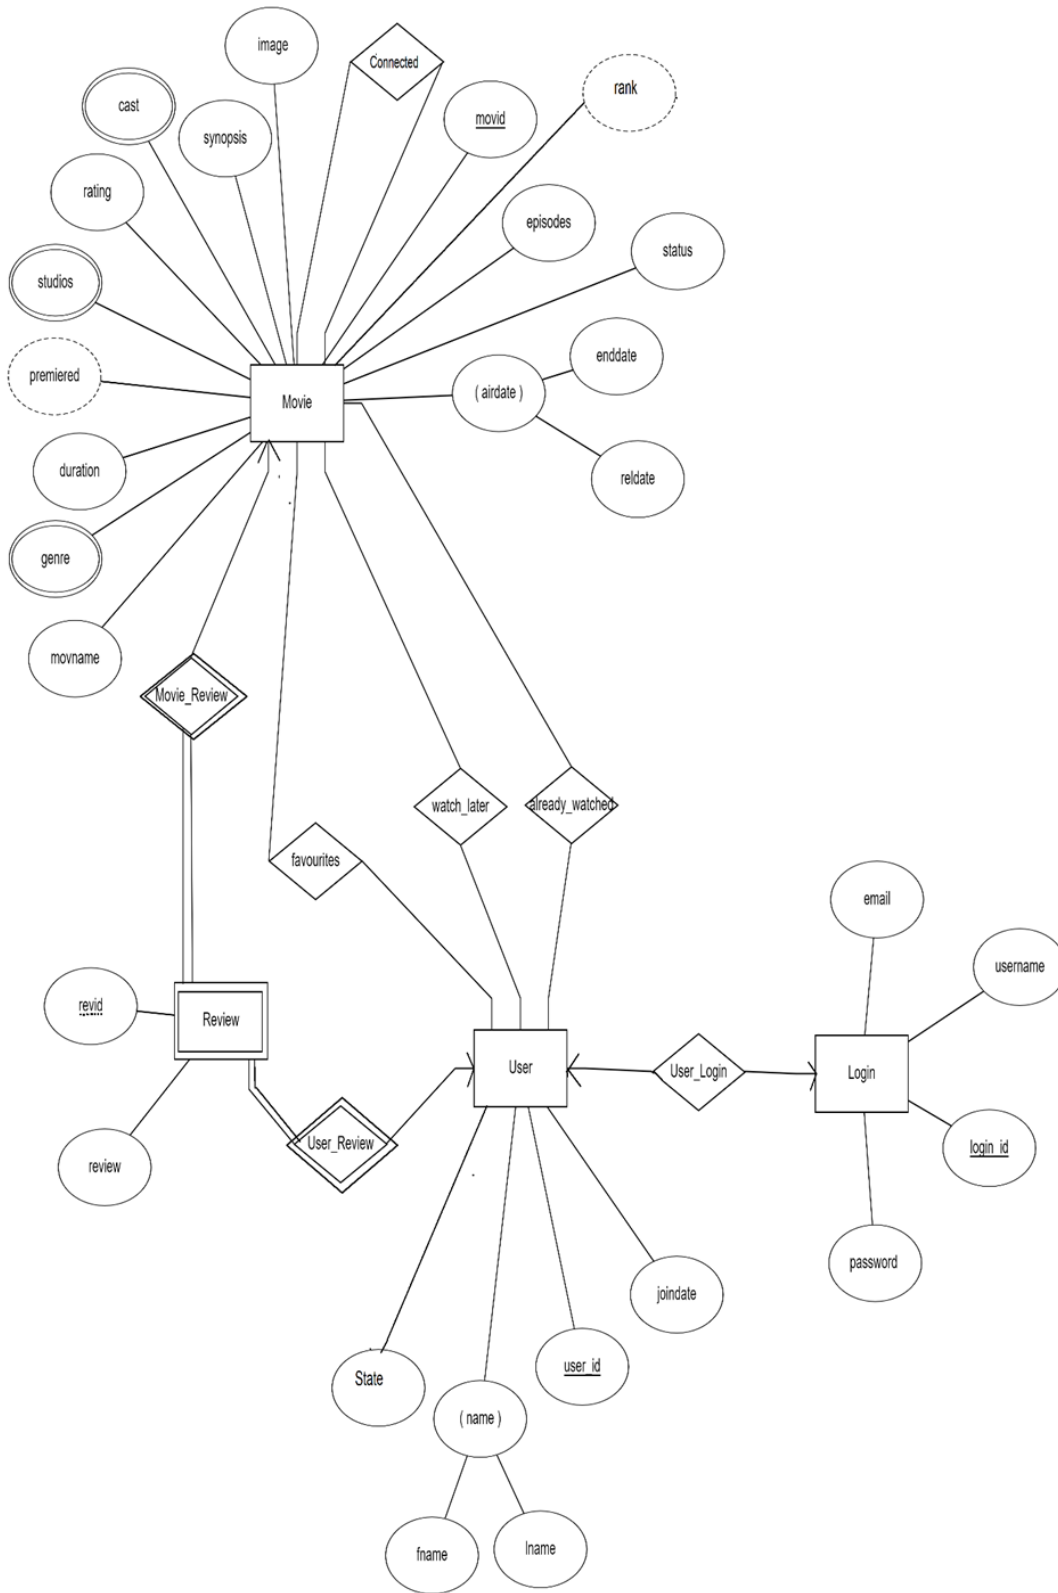 image
Connected
rank
cast
movid
synopsis
rating
episodes
status
studios
enddate
premiered
( airdate )
Movie
duration
reldate
genre
movname
Movie_Review
watch_later
already_watched
favourites
email
username
revid
Review
User
User_Login
Login
User_Review
login_id
review
password
joindate
user_id
State
( name )
fname
lname